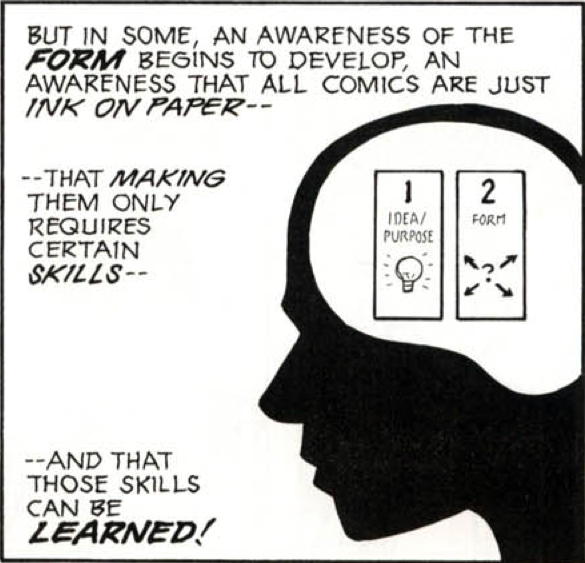 BUT IN SOME, AN AWARENESS OF THE
FORM BEGINS TO DEVELOP, AN
AWARENESS THAT ALL COMICS ARE JUST
INK ON PAPER--
--THAT MAKING
THEM ONLY
REQUIRES
CERTAIN
SKILLS--
1
IDEA/
PURPOSE
2
FORM
?
--AND THAT
THOSE SKILLS
CAN BE
LEARNED!